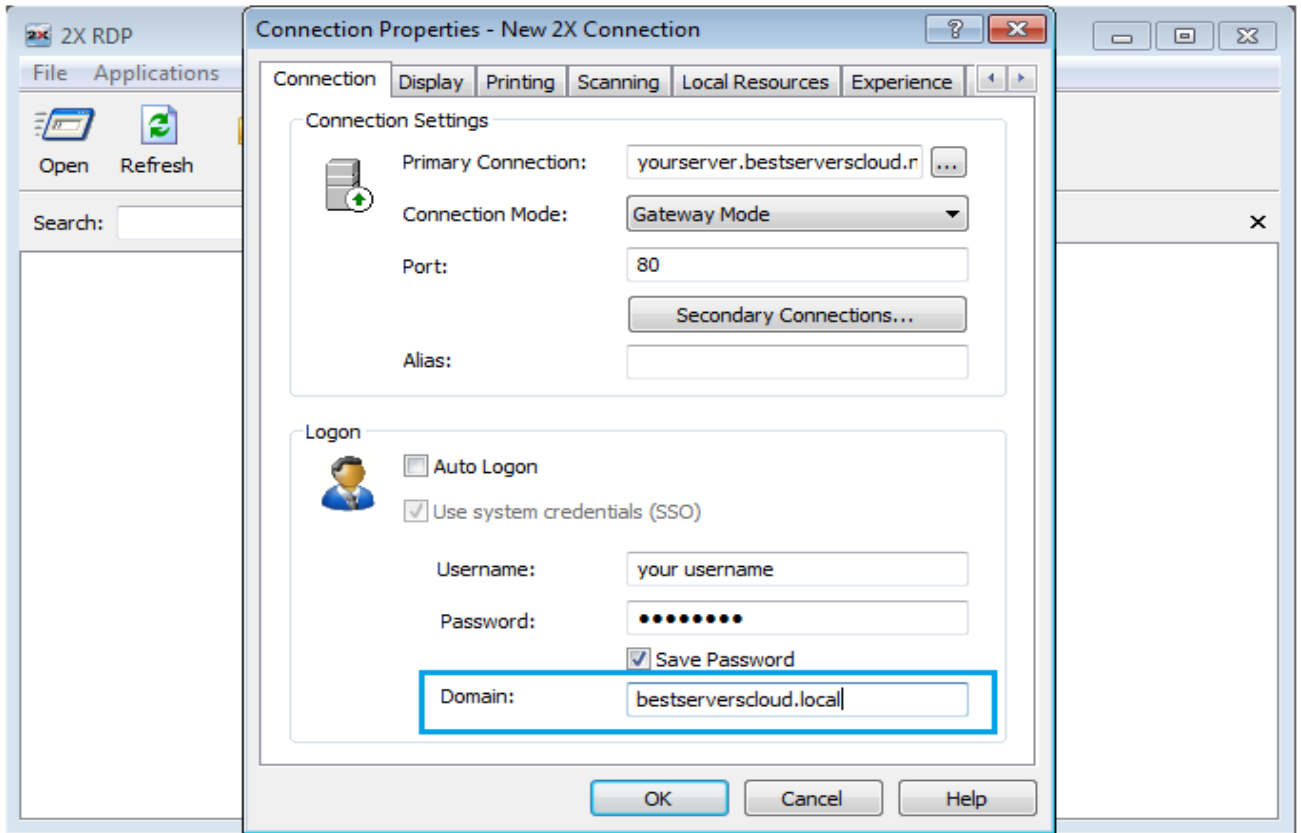 2X RDP
File Applications
Open Refresh
Search:
Connection Properties - New 2X Connection
Connection Display Printing Scanning Local Resources Experience
Connection Settings
Primary Connection: yourserver.bestserverscloud.n ...
Connection Mode: Gateway Mode
Port: 80
Secondary Connections...
Alias:
Logon
Auto Logon
Use system credentials (SSO)
Username: your username
Password: ••••••••
Save Password
Domain: bestserverscloud.local
OK Cancel Help